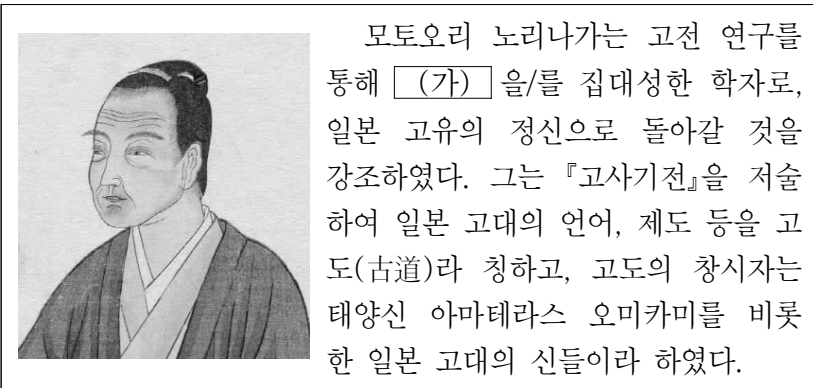 모토오리 노리나가는 고전 연구를
통해 (가) 을/를 집대성한 학자로,
일본 고유의 정신으로 돌아갈 것을
강조하였다. 그는 『고사기전』을 저술
하여 일본 고대의 언어, 제도 등을 고
도(古道)라 칭하고, 고도의 창시자는
태양신 아마테라스 오미카미를 비롯
한 일본 고대의 신들이라 하였다.